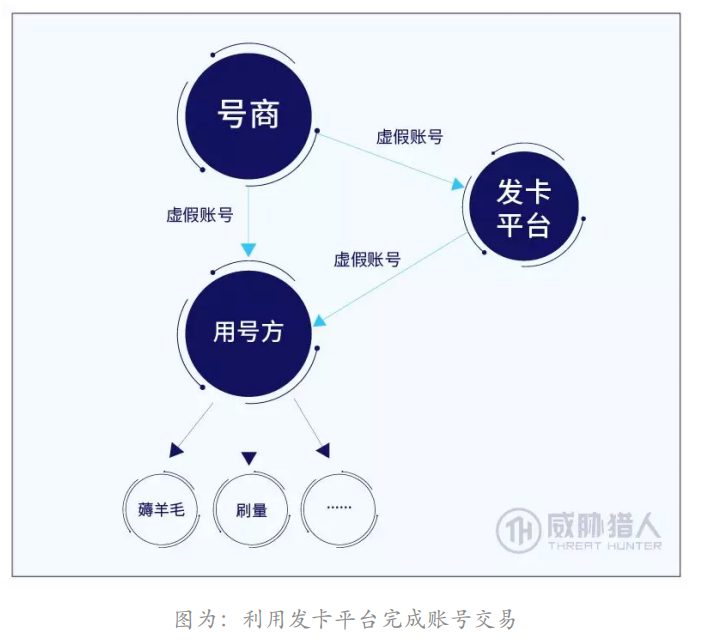 号商
虚假账号
发卡
平台
虚假账号
虚假账号
用号方
薅羊毛
刷量
······
威胁猎人
THREAT HUNTER
图为：利用发卡平台完成账号交易